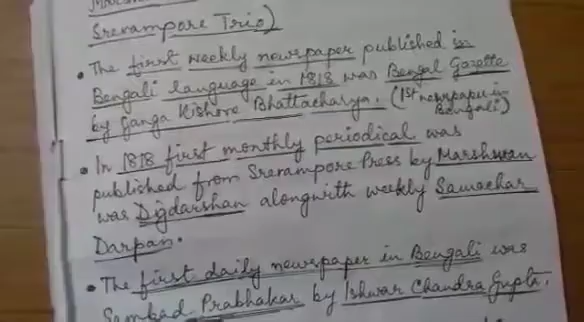 Srerampore Trio)
• The first weekly newspaper published in
Bengali language in 1818 was Bengal Gazette
by Ganga Kishore Bhattacharya. (1st newspaper in
Bengali)
• In 1818 first monthly periodical was
published from Srerampore Press by Marshman
was Digdarshan alongwith weekly Samachar
Darpan.
• The first daily newspaper in Bengali was
Sambad Prabhakar by Ishwar Chandra Gupta.